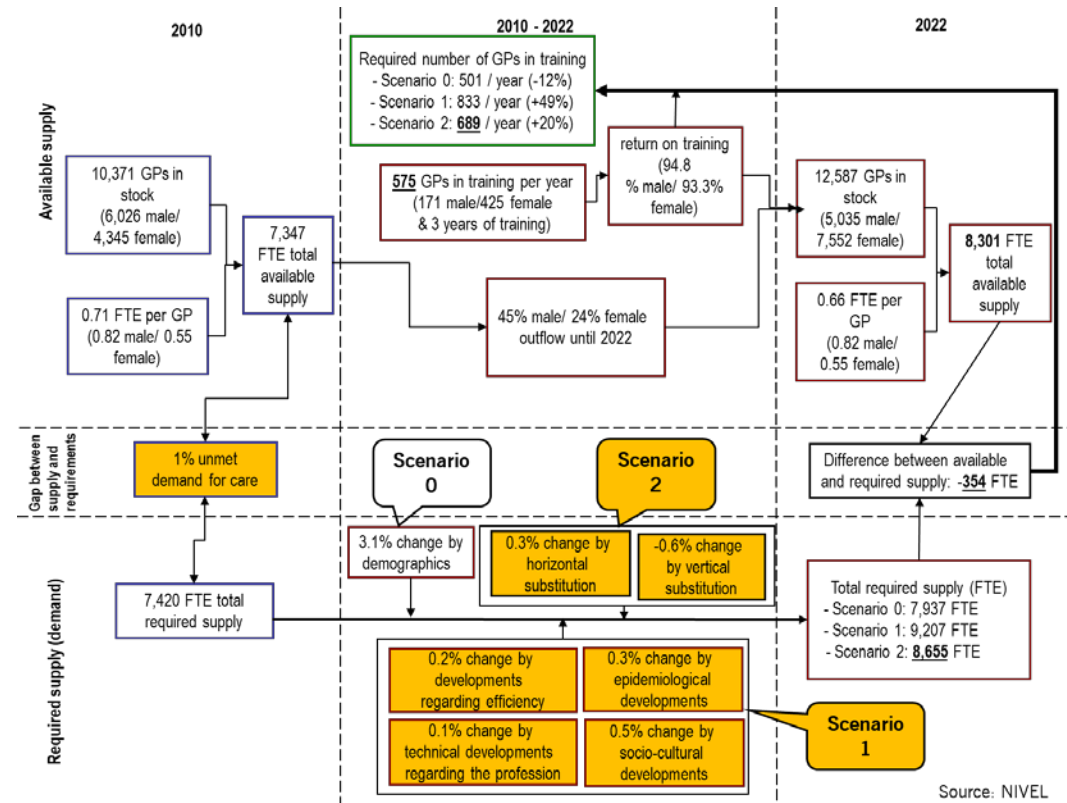 2010
2010 - 2022
2022
Available supply
Required number of GPs in training
- Scenario 0: 501 / year (-12%)
- Scenario 1: 833 / year (+49%)
- Scenario 2: 689 / year (+20%)
10,371 GPs in
stock
(6,026 male/
4,345 female)
0.71 FTE per GP
(0.82 male/ 0.55
female)
7,347
FTE total
available
supply
575 GPs in training per year
(171 male/425 female
& 3 years of training)
return on training
(94.8
% male/ 93.3%
female)
45% male/ 24% female
outflow until 2022
12,587 GPs in
stock
(5,035 male/
7,552 female)
0.66 FTE per
GP
(0.82 male/
0.55 female)
8,301 FTE
total
available
supply
Gap between
supply and
requirements
1% unmet
demand for care
Scenario
0
Scenario
2
Difference between available
and required supply: -354 FTE
Required supply (demand)
7,420 FTE total
required supply
3.1% change by
demographics
0.3% change by
horizontal
substitution
-0.6% change
by vertical
substitution
Total required supply (FTE)
- Scenario 0: 7,937 FTE
- Scenario 1: 9,207 FTE
- Scenario 2: 8,655 FTE
0.2% change by
developments
regarding efficiency
0.3% change by
epidemiological
developments
0.1% change by
technical developments
regarding the profession
0.5% change by
socio-cultural
developments
Scenario
1
Source: NIVEL